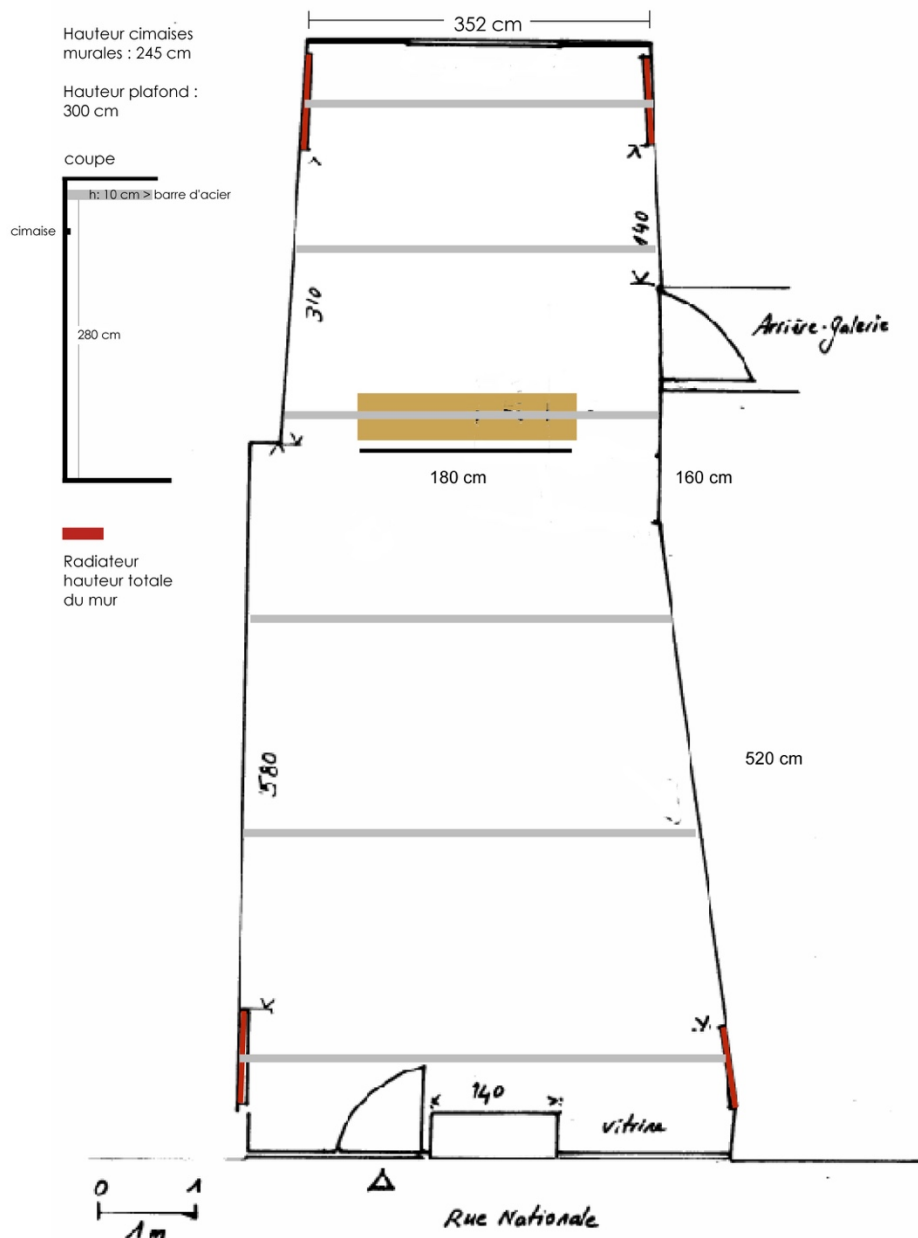 352 cm
Hauteur cimaises
murales : 245 cm
Hauteur plafond :
300 cm
coupe
h: 10 cm > barre d'acier
cimaise
280 cm
140
310
Arrière-galerie
180 cm
160 cm
Radiateur
hauteur totale
du mur
580
520 cm
140
vitrine
0 1
1 m
Rue Nationale